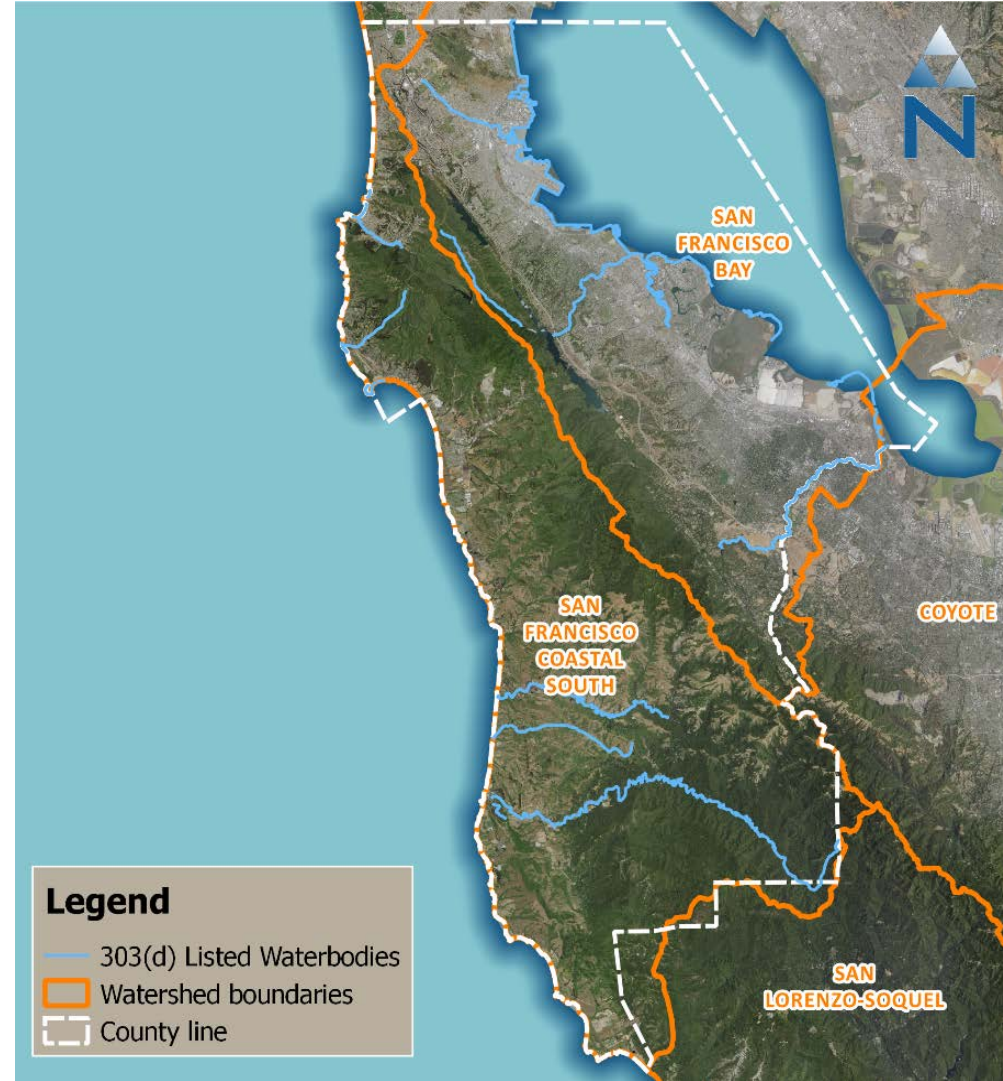 N
SAN
FRANCISCO
BAY
COYOTE
SAN
FRANCISCO
COASTAL
SOUTH
SAN
LORENZO-SOQUEL
Legend
303(d) Listed Waterbodies
Watershed boundaries
County line